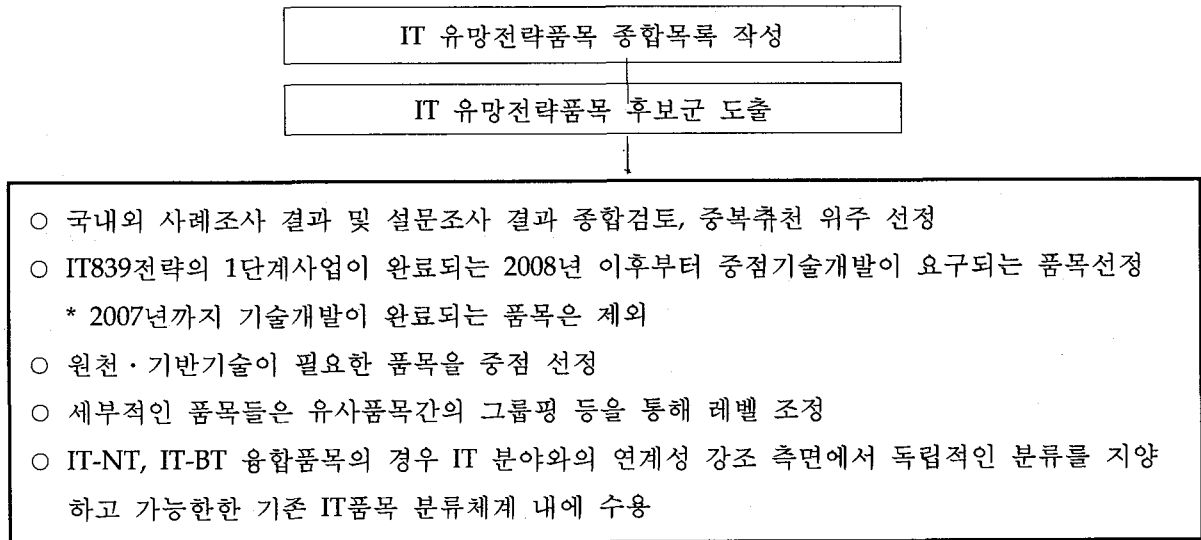 IT 유망전략품목 종합목록 작성
IT 유망전략품목 후보군 도출
○ 국내외 사례조사 결과 및 설문조사 결과 종합검토, 중복추천 위주 선정
○ IT839전략의 1단계사업이 완료되는 2008년 이후부터 중점기술개발이 요구되는 품목선정
* 2007년까지 기술개발이 완료되는 품목은 제외
○ 원천·기반기술이 필요한 품목을 중점 선정
○ 세부적인 품목들은 유사품목간의 그룹핑 등을 통해 레벨 조정
○ IT-NT, IT-BT 융합품목의 경우 IT 분야와의 연계성 강조 측면에서 독립적인 분류를 지양
하고 가능한한 기존 IT품목 분류체계 내에 수용